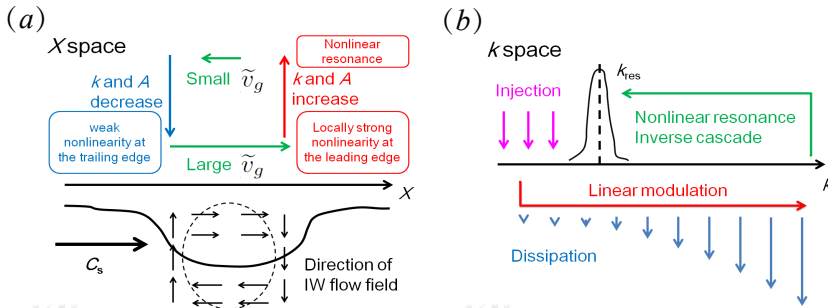 (a)
X space
Nonlinear
resonance
Small ṽg
k and A
decrease
k and A
increase
weak
nonlinearity at
the trailing edge
Locally strong
nonlinearity at
the leading edge
Large ṽg
X
Cs
Direction of
IW flow field
(b)
k space
kres
Injection
Nonlinear resonance
Inverse cascade
k
Linear modulation
Dissipation